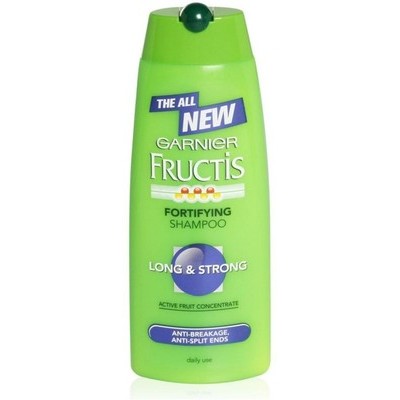 THE ALL
NEW
GARNIER
FRUCTIS
FORTIFYING
SHAMPOO
LONG & STRONG
ACTIVE FRUIT CONCENTRATE
ANTI-BREAKAGE,
ANTI-SPLIT ENDS
daily use